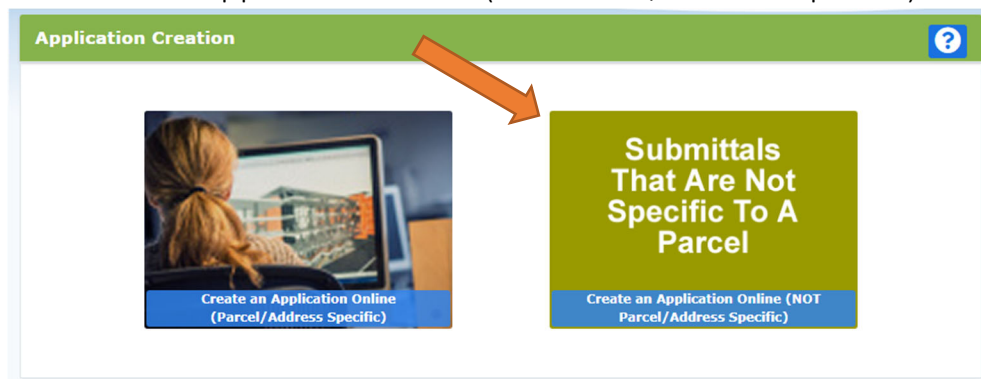 Application Creation
?
Submittals
That Are Not
Specific To A
Parcel
Create an Application Online
(Parcel/Address Specific)
Create an Application Online (NOT
Parcel/Address Specific)